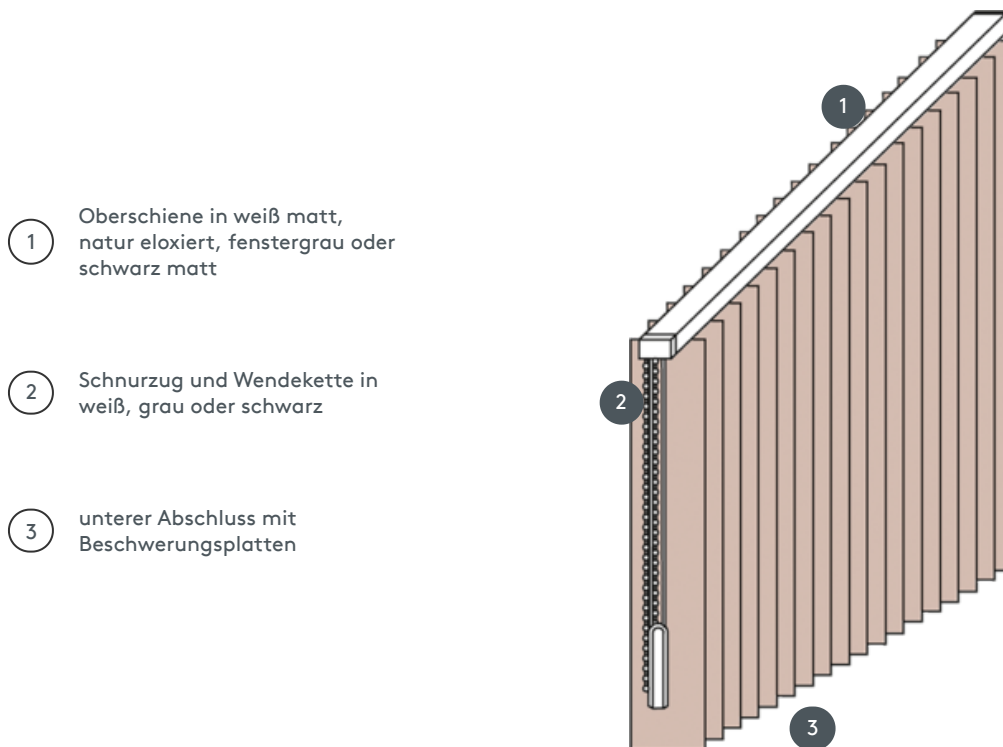 1
Oberschiene in weiß matt,
natur eloxiert, fenstergrau oder
schwarz matt
2
Schnurzug und Wendekette in
weiß, grau oder schwarz
3
unterer Abschluss mit
Beschwerungsplatten
1
2
3